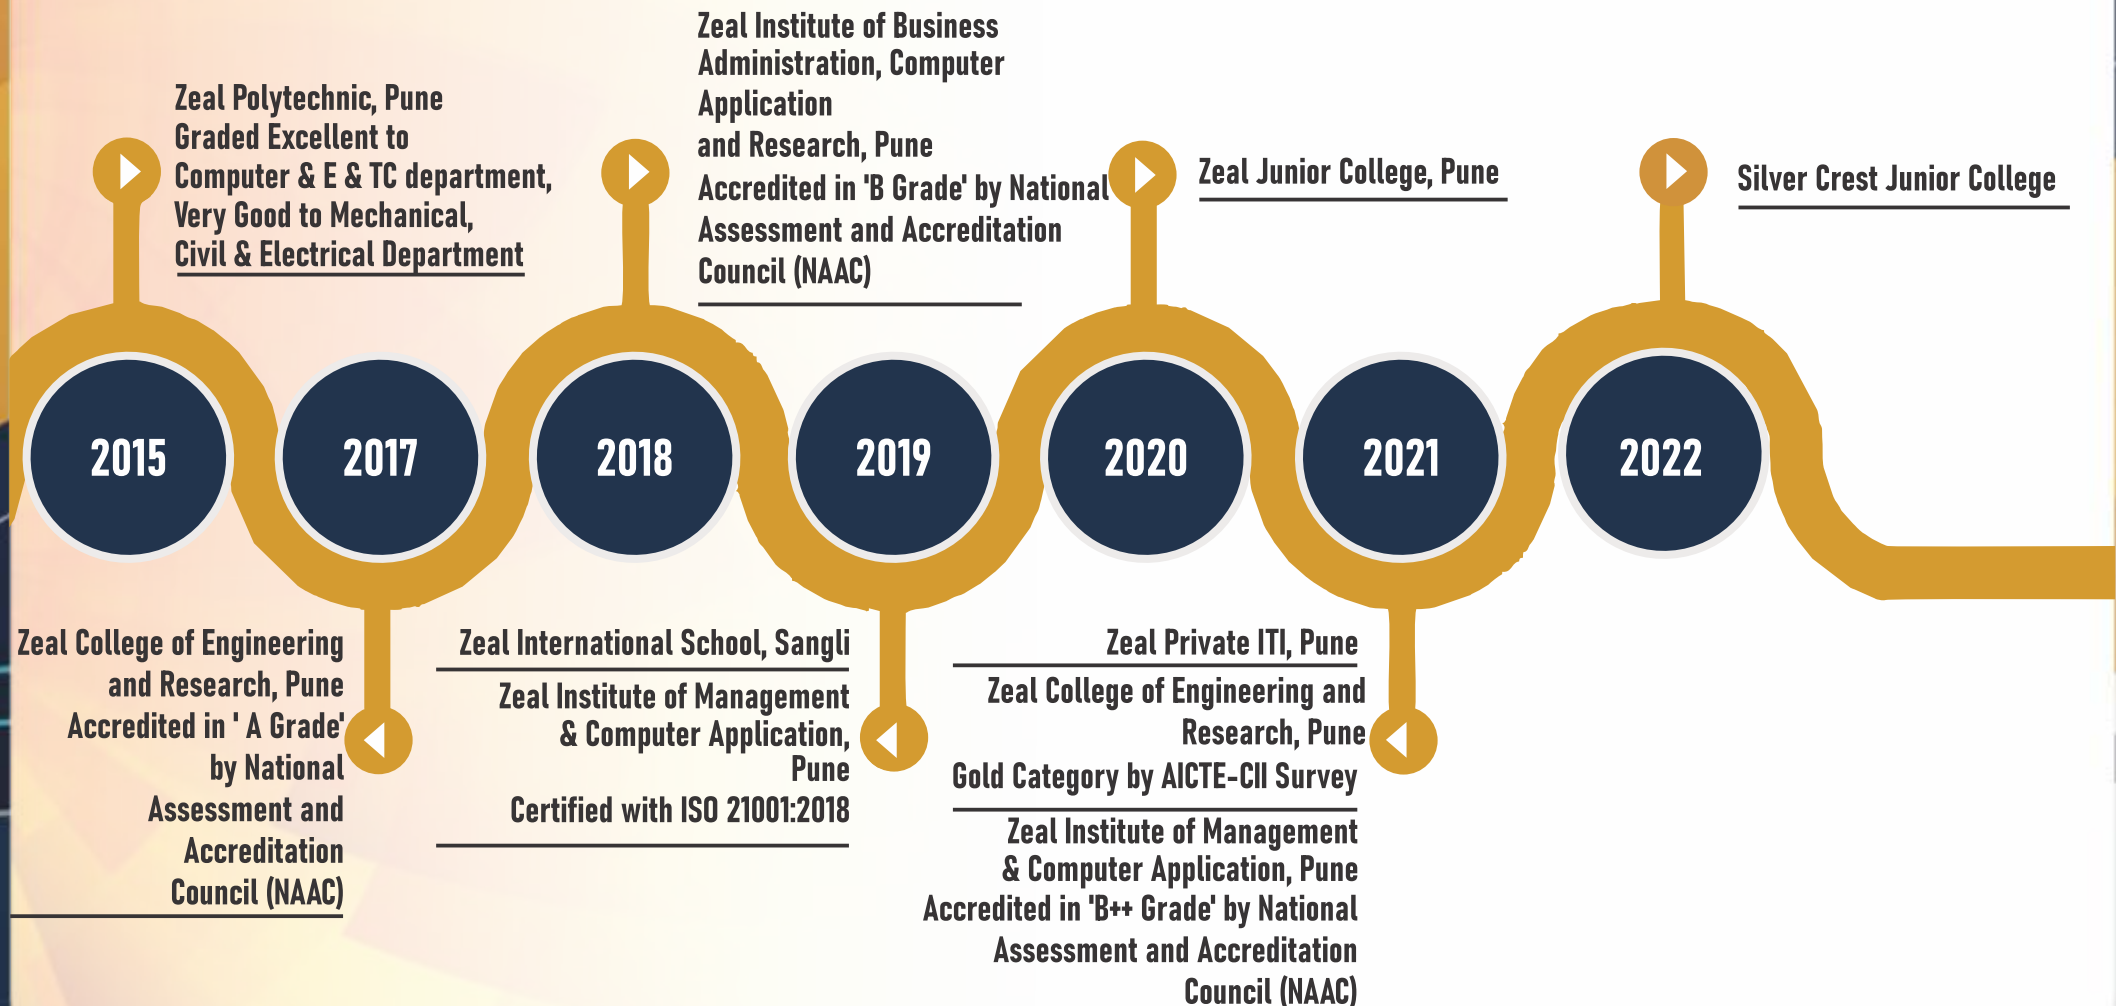 Zeal Polytechnic, Pune
Graded Excellent to
Computer & E & TC department,
Very Good to Mechanical,
Civil & Electrical Department
Zeal Institute of Business
Administration, Computer
Application
and Research, Pune
Accredited in 'B Grade' by National
Assessment and Accreditation
Council (NAAC)
Zeal Junior College, Pune
Silver Crest Junior College
2015
2017
2018
2019
2020
2021
2022
Zeal College of Engineering
and Research, Pune
Accredited in ' A Grade'
by National
Assessment and
Accreditation
Council (NAAC)
Zeal International School, Sangli
Zeal Institute of Management
& Computer Application,
Pune
Certified with ISO 21001:2018
Zeal Private ITI, Pune
Zeal College of Engineering and
Research, Pune
Gold Category by AICTE-CII Survey
Zeal Institute of Management
& Computer Application, Pune
Accredited in 'B++ Grade' by National
Assessment and Accreditation
Council (NAAC)